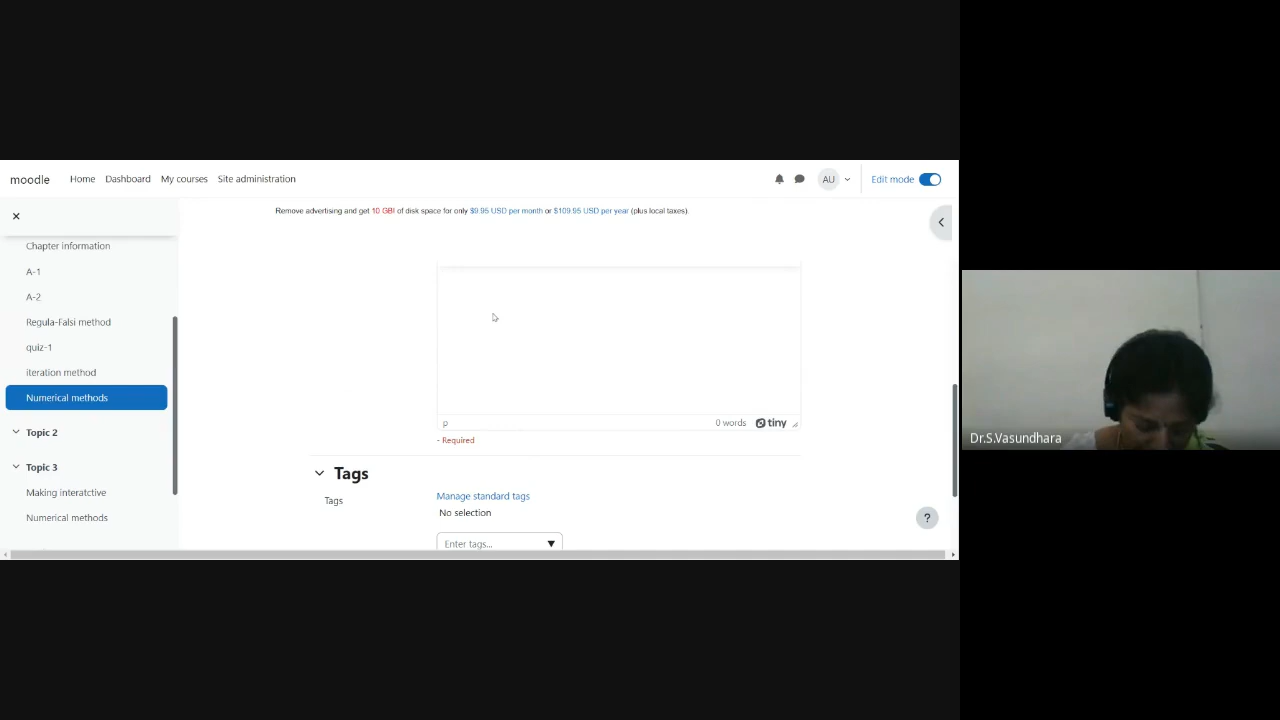 moodle Home Dashboard My courses Site administration AU Edit mode
Remove advertising and get 10 GB! of disk space for only $9.95 USD per month or $109.95 USD per year (plus local taxes).
Chapter information
A-1
A-2
Regula-Falsi method
quiz-1
iteration method
Numerical methods
Topic 2
Topic 3
Making interatctive
Numerical methods
p 0 words tiny
- Required
Tags
Tags Manage standard tags
No selection
Enter tags...
?
Dr.S.Vasundhara